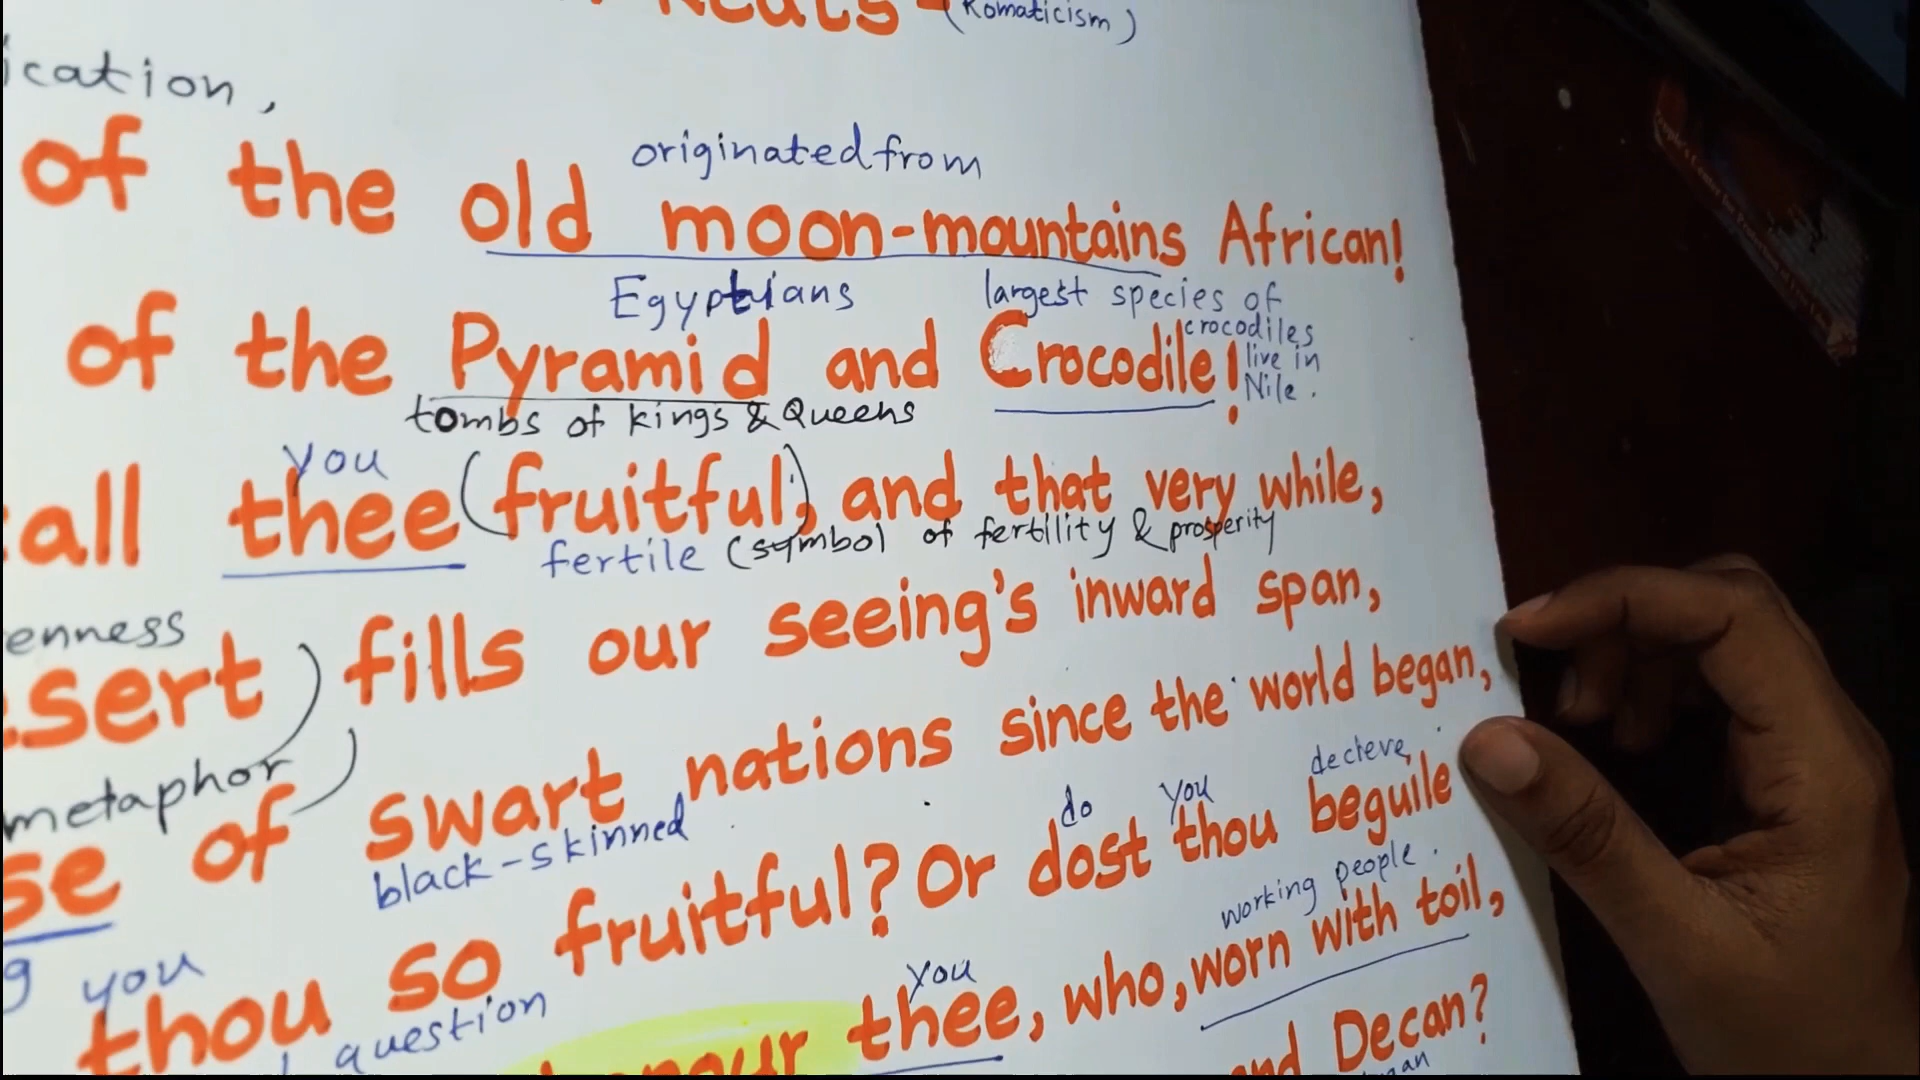 Keats - (Romaticism)
ication,
originated from
of the old moon-mountains African!
Egyptians largest species of
crocodiles
of the Pyramid and Crocodile!
live in
Nile.
tombs of kings & Queens
you
call thee (fruitful), and that very while,
fertile (symbol of fertility & prosperity
enness
sert) fills our seeing's inward span,
metaphor)
se of swart nations since the world began,
black-skinned
do you decieve
thou so fruitful? Or dost thou beguile
you
question
working people.
you
nour thee, who, worn with toil,
nd Decan?